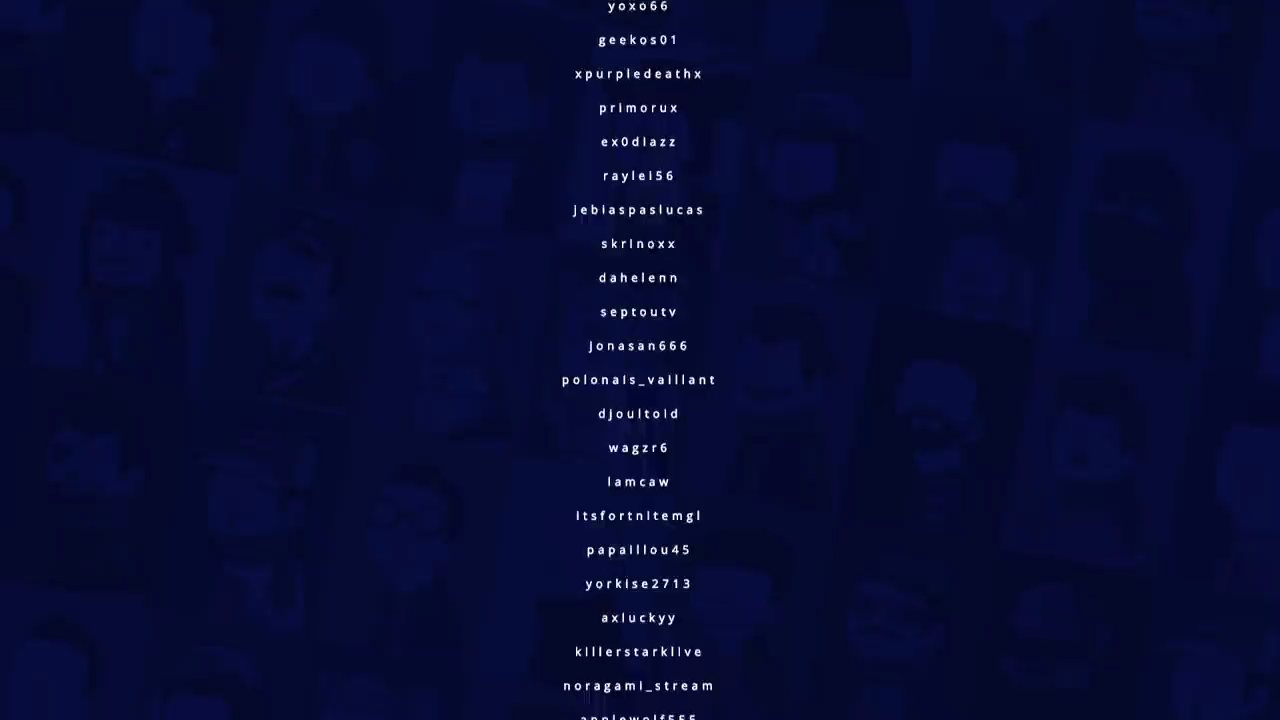 yoxo66
geekos01
xpurpledeathx
primorux
ex0diazz
raylei56
jebiaspaslucas
skrinoxx
dahelenn
septoutv
jonasan666
polonais_vaillant
djoultoid
wagzr6
iamcaw
itsfortnitemgl
papaillou45
yorkise2713
axluckyy
killerstarklive
noragami_stream